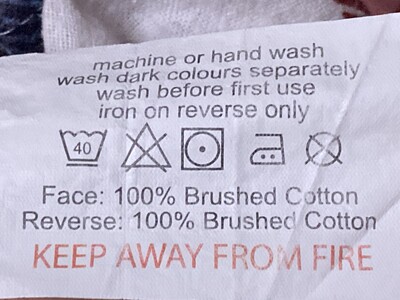 machine or hand wash
wash dark colours separately
wash before first use
iron on reverse only
40
Face: 100% Brushed Cotton
Reverse: 100% Brushed Cotton
KEEP AWAY FROM FIRE